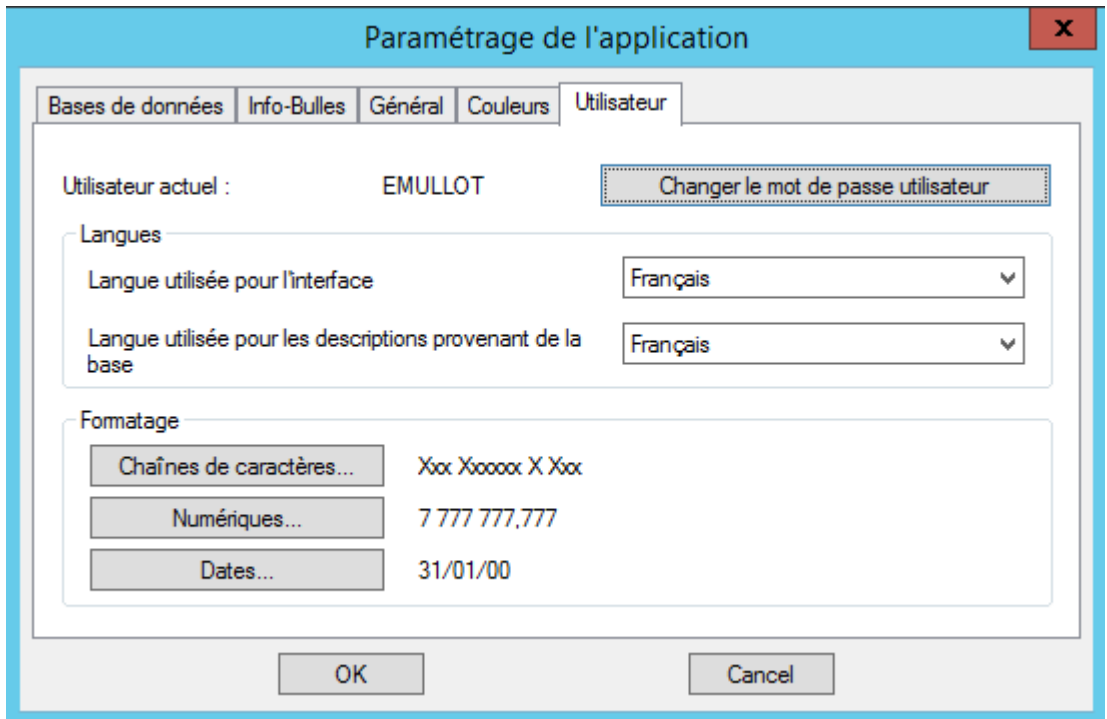 Paramétrage de l'application
x
Bases de données Info-Bulles Général Couleurs Utilisateur
Utilisateur actuel : EMULLOT Changer le mot de passe utilisateur
Langues
Langue utilisée pour l'interface Français
Langue utilisée pour les descriptions provenant de la
base
Français
Formatage
Chaînes de caractères... Xxx Xxxxxx X Xxx
Numériques... 7 777 777,777
Dates... 31/01/00
OK Cancel